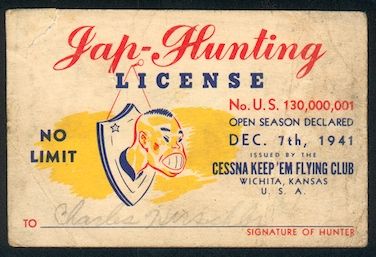 Jap-Hunting
LICENSE
No. U.S. 130,000,001
OPEN SEASON DECLARED
DEC. 7th, 1941
ISSUED BY THE
CESSNA KEEP 'EM FLYING CLUB
WICHITA, KANSAS
U. S. A.
NO
LIMIT
TO Charles
SIGNATURE OF HUNTER